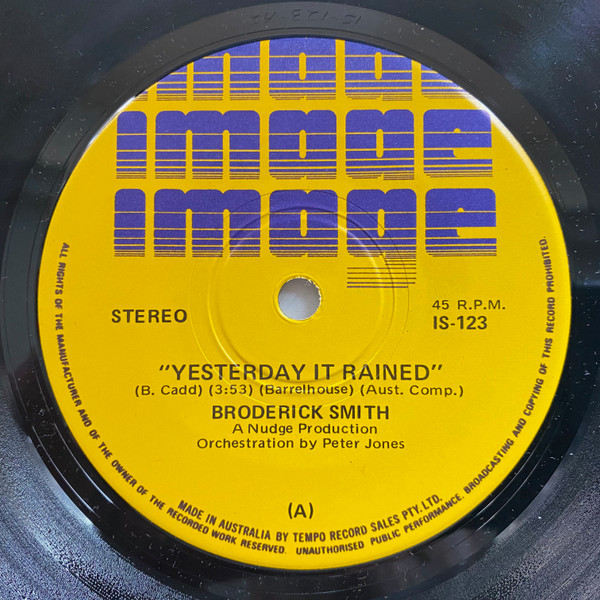 image
image
image
STEREO
45 R.P.M.
IS-123
"YESTERDAY IT RAINED"
(B. Cadd) (3:53) (Barrelhouse) (Aust. Comp.)
BRODERICK SMITH
A Nudge Production
Orchestration by Peter Jones
(A)
MADE IN AUSTRALIA BY TEMPO RECORD SALES PTY. LTD.
ALL RIGHTS OF THE MANUFACTURER AND OF THE OWNER OF THE RECORDED WORK RESERVED. UNAUTHORISED PUBLIC PERFORMANCE, BROADCASTING AND COPYING OF THIS RECORD PROHIBITED.